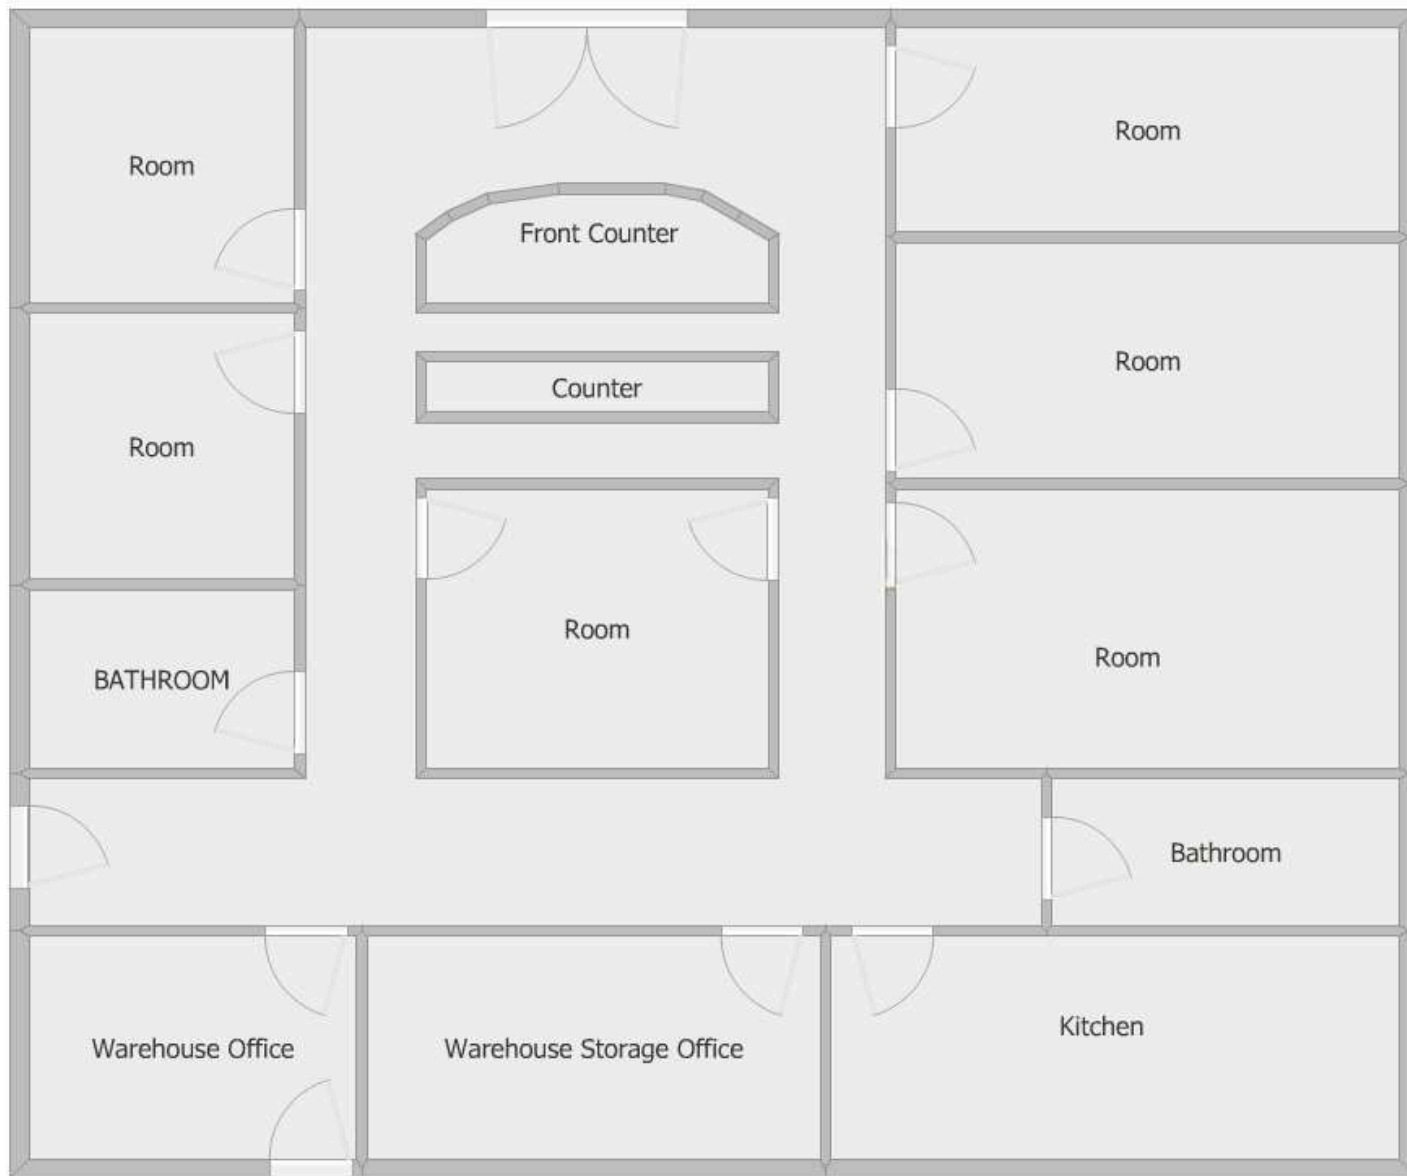 Room
Room
Front Counter
Room
Counter
Room
Room
Room
BATHROOM
Bathroom
Warehouse Office
Warehouse Storage Office
Kitchen